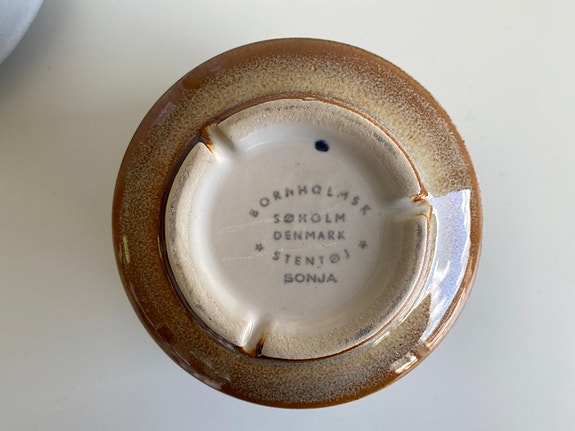 BORNHOLMSK
SØHOLM
DENMARK
★ STENTØJ ★
SONJA